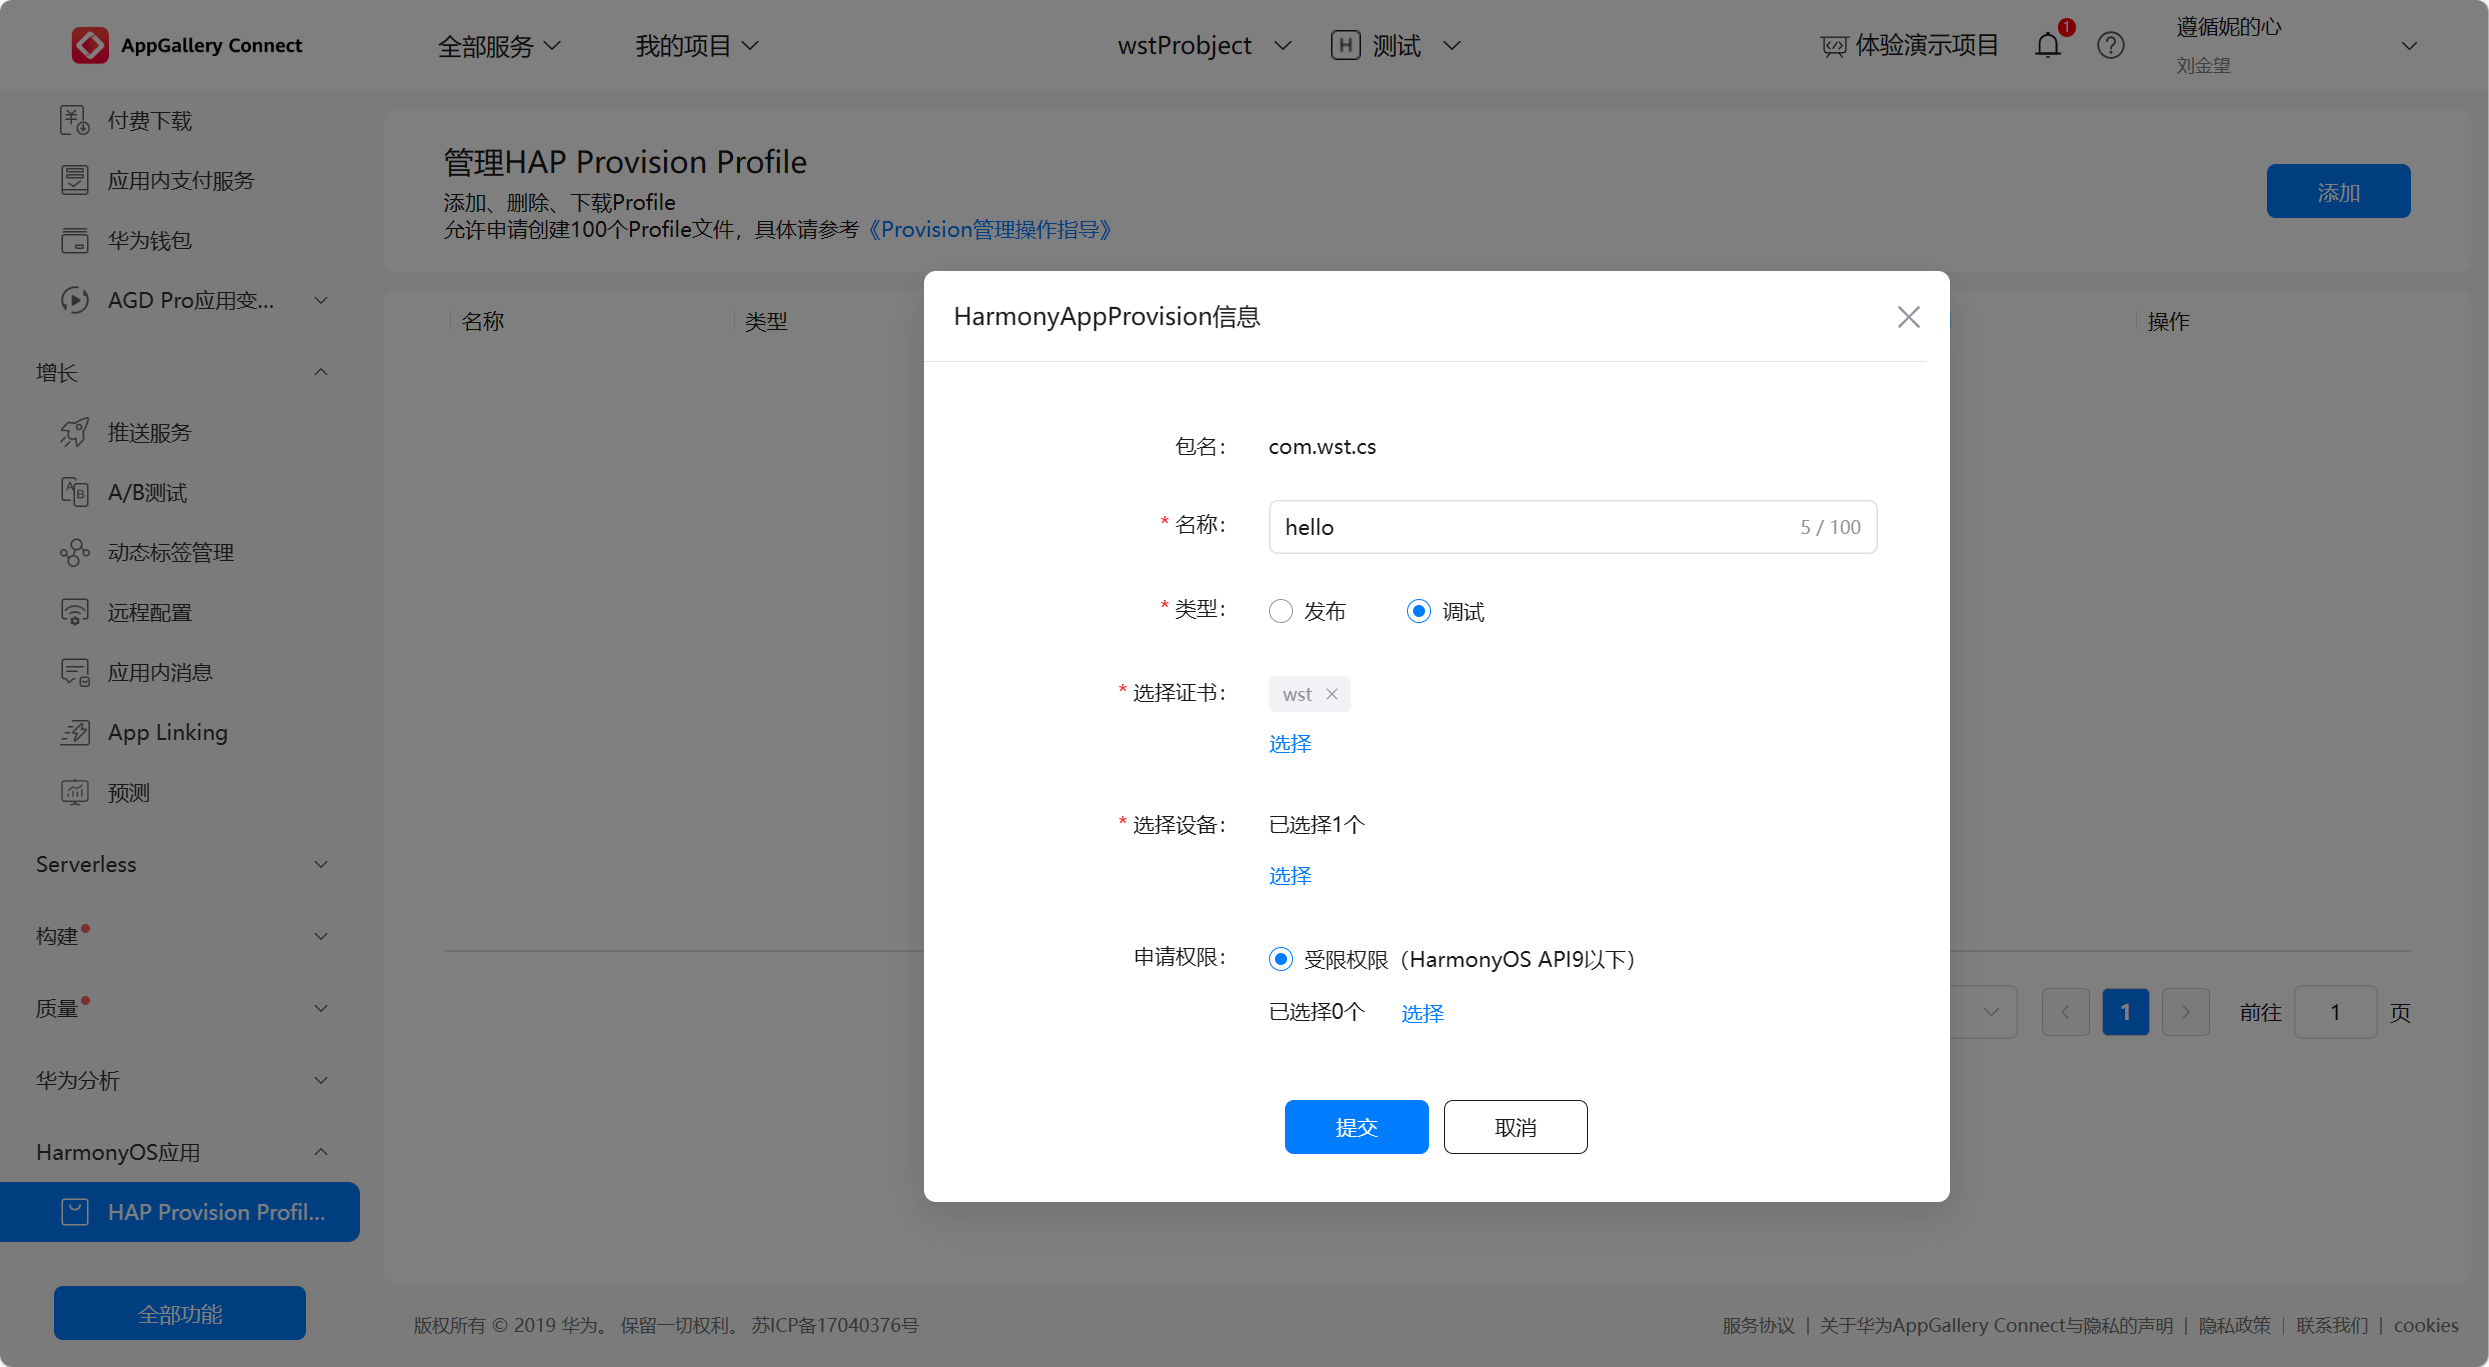 AppGallery Connect
全部服务
我的项目
wstProbject
H 测试
体验演示项目
1
遵循妮的心
刘金望
付费下载
应用内支付服务
华为钱包
AGD Pro应用变...
增长
推送服务
A/B测试
动态标签管理
远程配置
应用内消息
App Linking
预测
Serverless
构建
质量
华为分析
HarmonyOS应用
HAP Provision Profil...
全部功能
管理HAP Provision Profile
添加、删除、下载Profile
允许申请创建100个Profile文件，具体请参考《Provision管理操作指导》
添加
名称
类型
操作
HarmonyAppProvision信息
包名： com.wst.cs
* 名称： hello 5 / 100
* 类型： 发布 调试
* 选择证书： wst
选择
* 选择设备： 已选择1个
选择
申请权限： 受限权限（HarmonyOS API9以下）
已选择0个 选择
提交 取消
1 前往 1 页
版权所有 © 2019 华为。 保留一切权利。 苏ICP备17040376号
服务协议 | 关于华为AppGallery Connect与隐私的声明 | 隐私政策 | 联系我们 | cookies